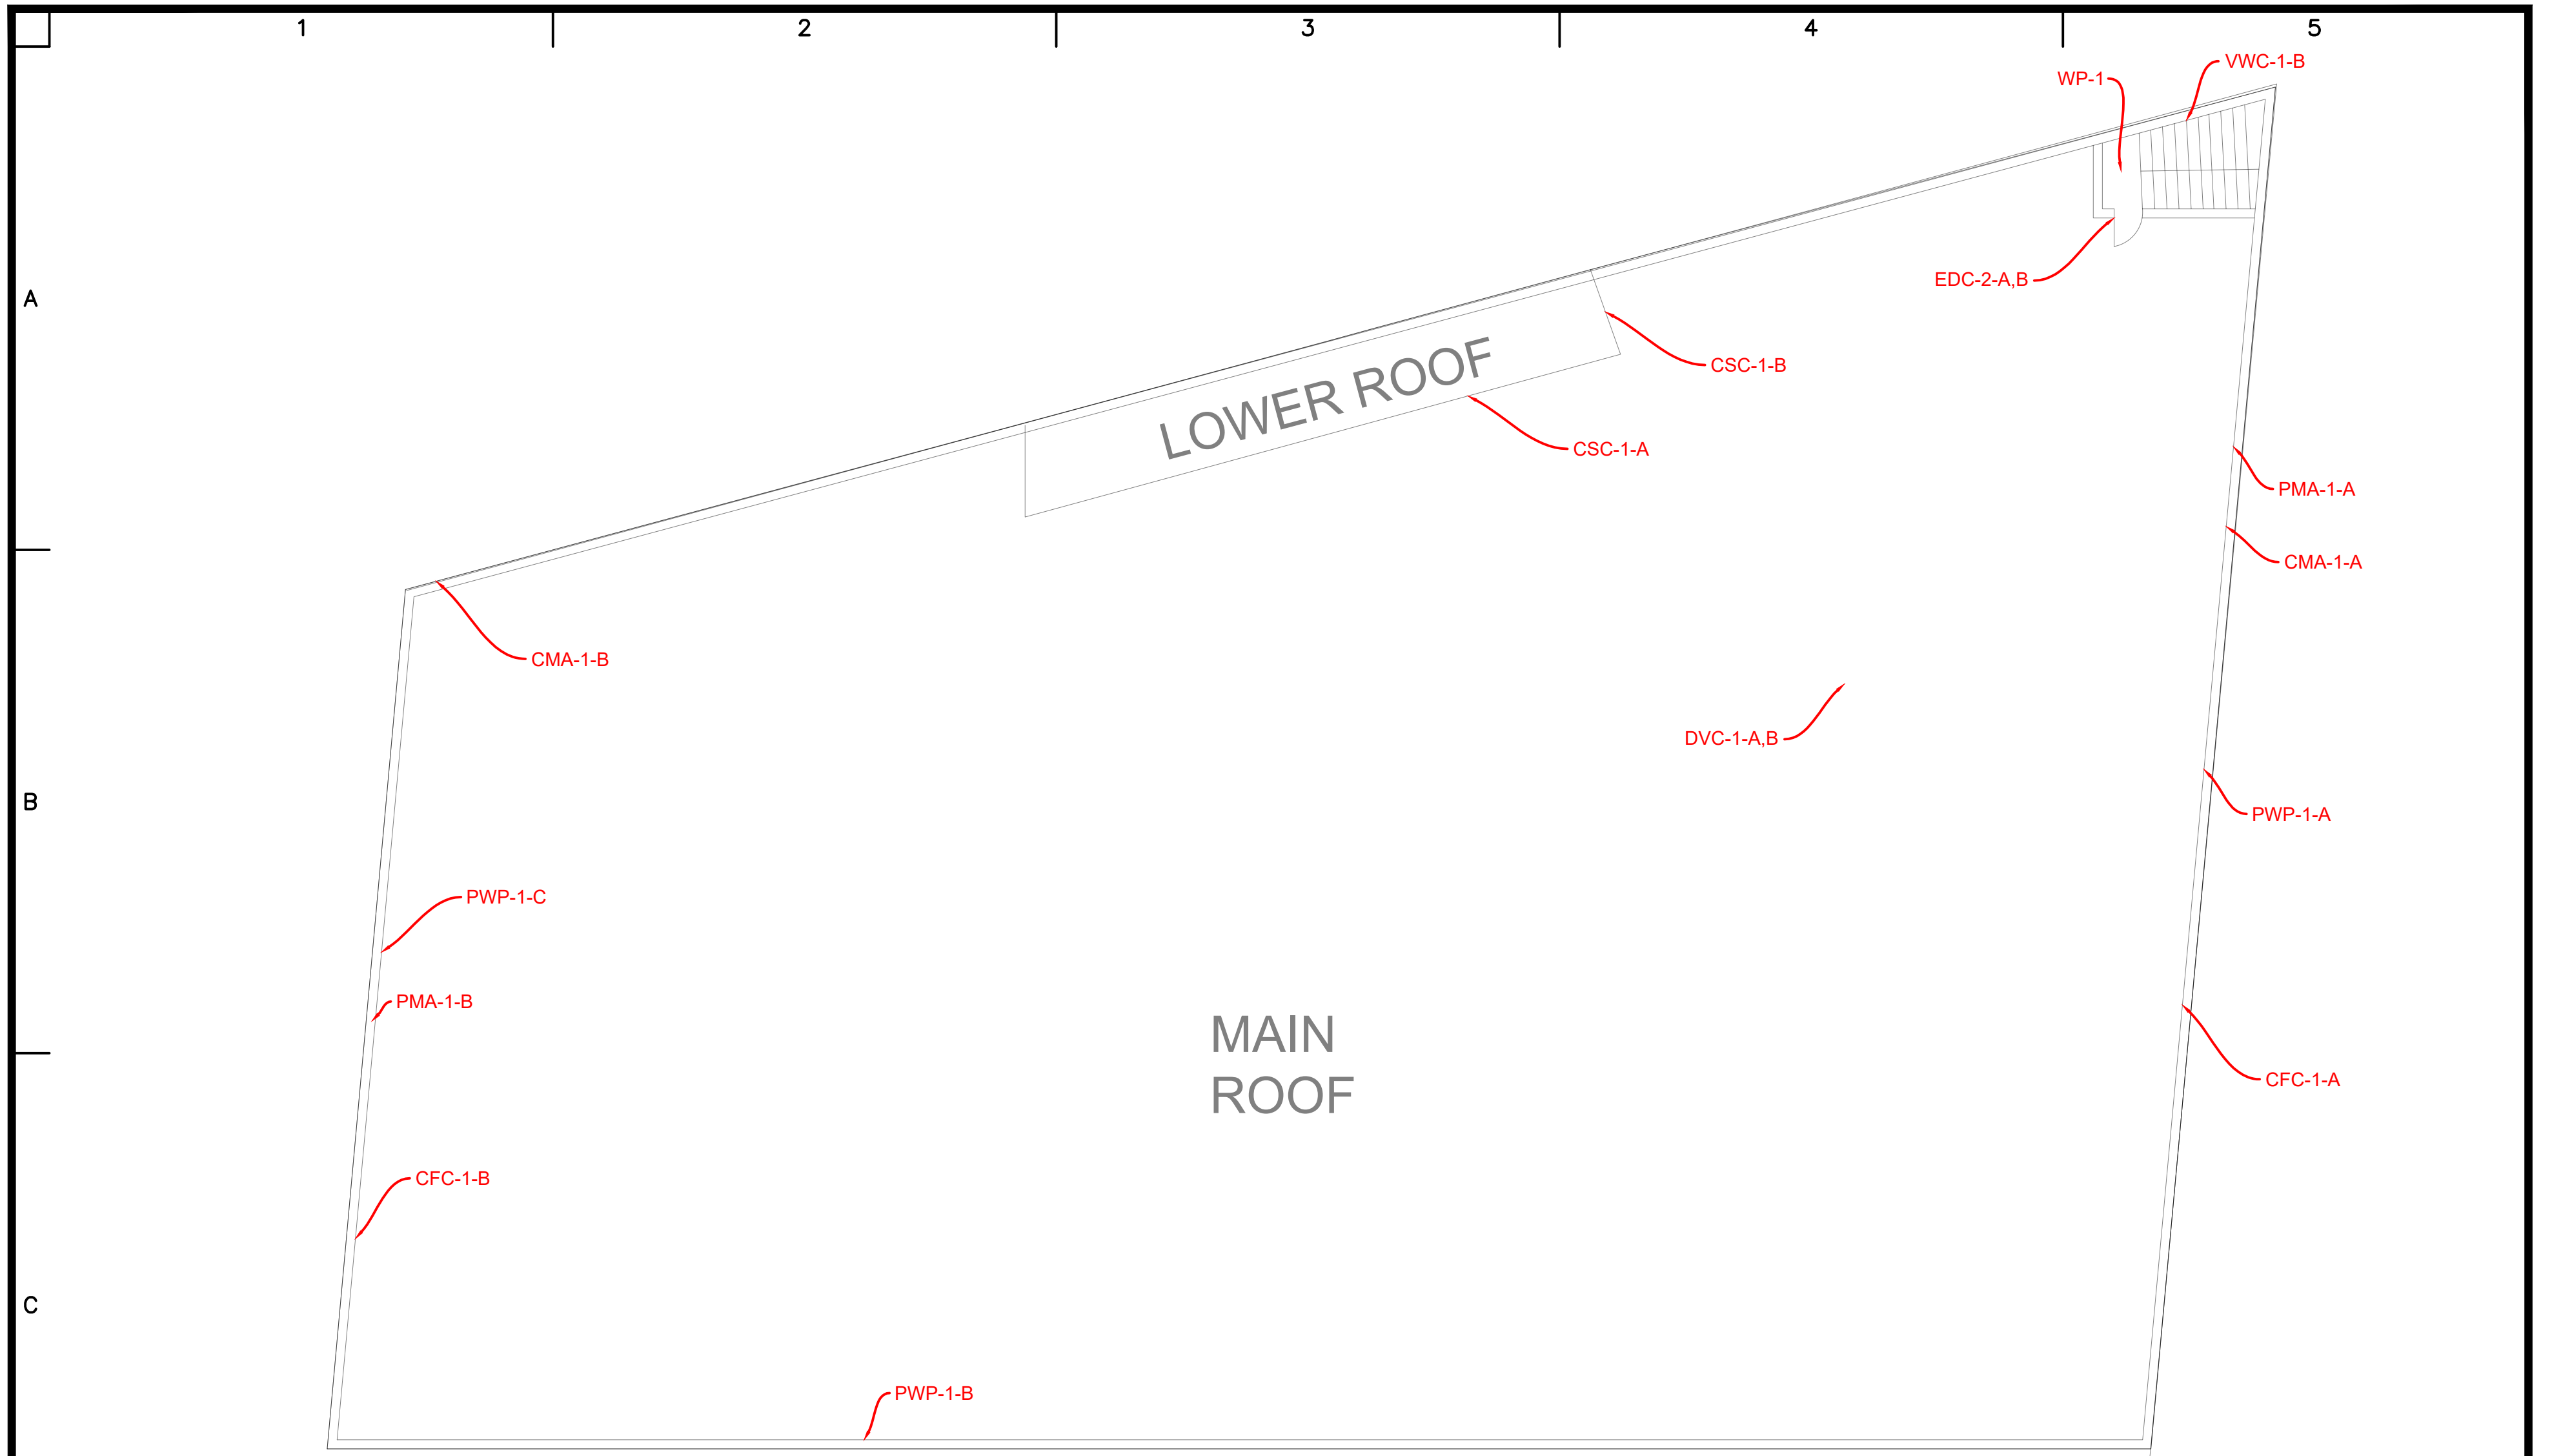 1
2
3
4
5
VWC-1-B
WP-1
EDC-2-A,B
A
CSC-1-B
LOWER ROOF
CSC-1-A
PMA-1-A
CMA-1-A
CMA-1-B
DVC-1-A,B
B
PWP-1-A
PWP-1-C
PMA-1-B
MAIN
ROOF
CFC-1-A
CFC-1-B
C
PWP-1-B